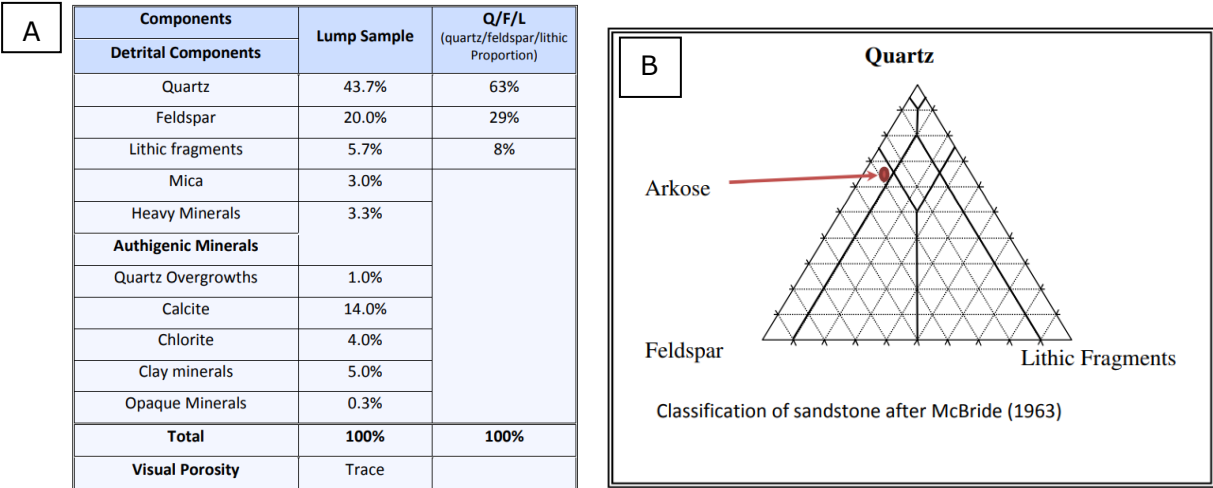 A
Components
Detrital Components
Lump Sample
Q/F/L
(quartz/feldspar/lithic
Proportion)
Quartz 43.7% 63%
Feldspar 20.0% 29%
Lithic fragments 5.7% 8%
Mica 3.0%
Heavy Minerals 3.3%
Authigenic Minerals
Quartz Overgrowths 1.0%
Calcite 14.0%
Chlorite 4.0%
Clay minerals 5.0%
Opaque Minerals 0.3%
Total 100% 100%
Visual Porosity Trace
B
Quartz
Arkose
Feldspar
Lithic Fragments
Classification of sandstone after McBride (1963)